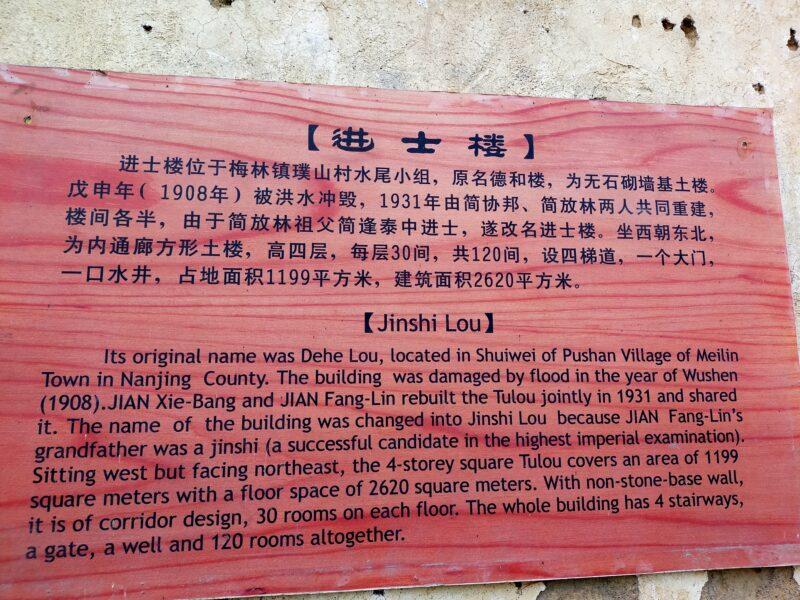 【进士楼】
进士楼位于梅林镇璞山村水尾小组，原名德和楼，为无石砌墙基土楼。
戊申年（1908年）被洪水冲毁，1931年由简协邦、简放林两人共同重建，
楼间各半，由于简放林祖父简逢泰中进士，遂改名进士楼。坐西朝东北，
为内通廊方形土楼，高四层，每层30间，共120间，设四梯道，一个大门，
一口水井，占地面积1199平方米，建筑面积2620平方米。
【Jinshi Lou】
Its original name was Dehe Lou, located in Shuiwei of Pushan Village of Meilin
Town in Nanjing County. The building was damaged by flood in the year of Wushen
(1908).JIAN Xie-Bang and JIAN Fang-Lin rebuilt the Tulou jointly in 1931 and shared
it. The name of the building was changed into Jinshi Lou because JIAN Fang-Lin's
grandfather was a jinshi (a successful candidate in the highest imperial examination).
Sitting west but facing northeast, the 4-storey square Tulou covers an area of 1199
square meters with a floor space of 2620 square meters. With non-stone-base wall,
it is of corridor design, 30 rooms on each floor. The whole building has 4 stairways,
a gate, a well and 120 rooms altogether.